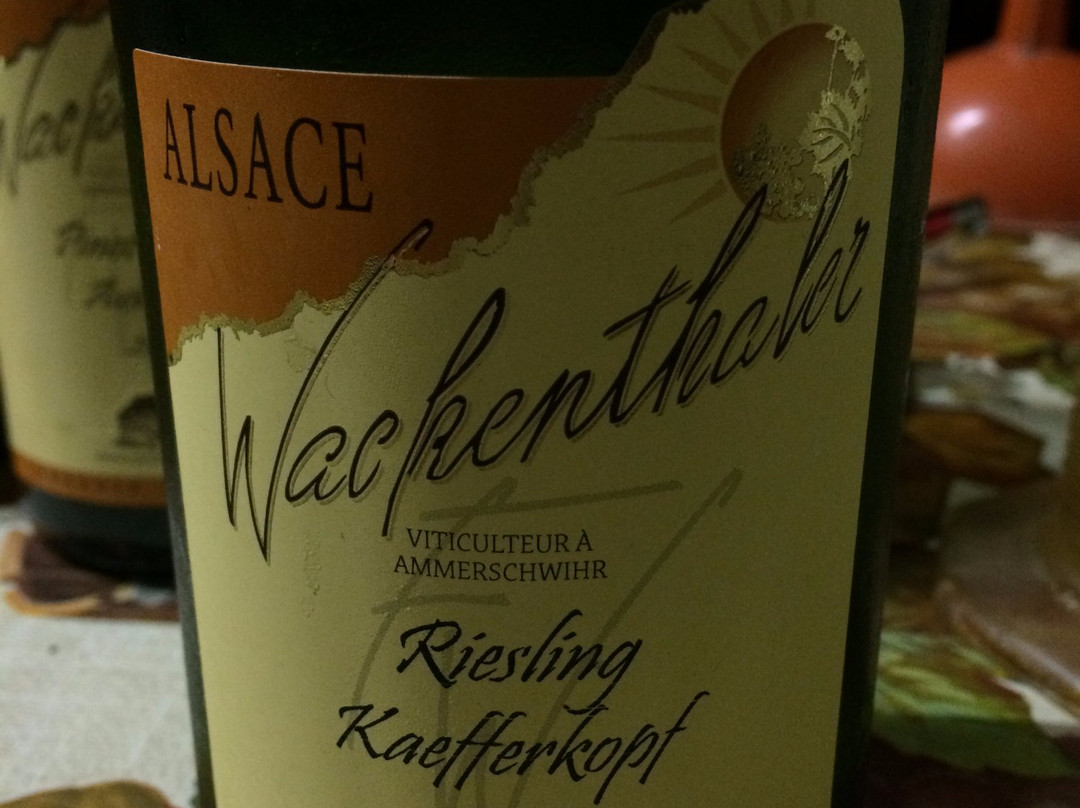 ALSACE
Wackenthaler
VITICULTEUR À
AMMERSCHWIHR
Riesling
Kaefferkopf